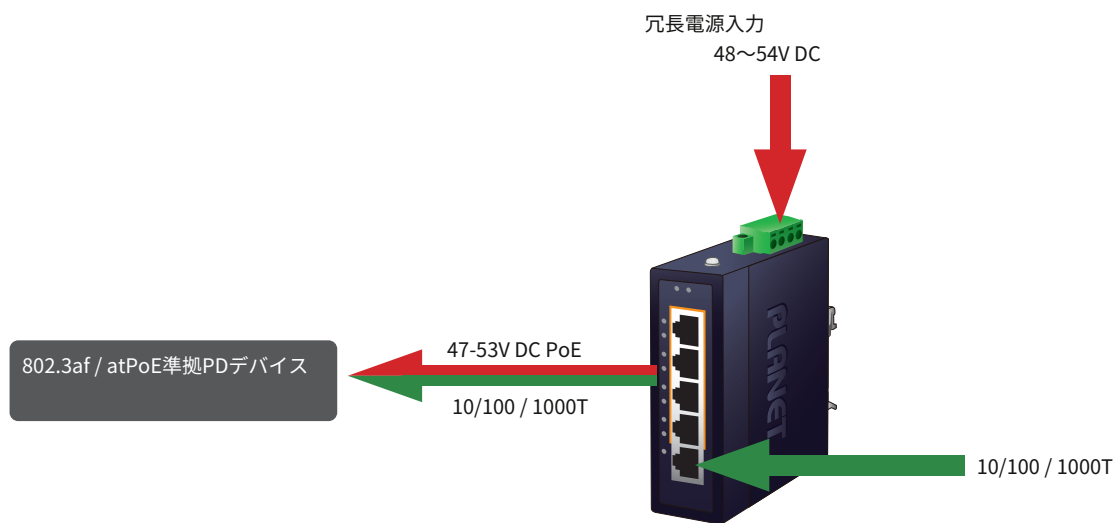 冗長電源入力
48～54V DC
802.3af / atPoE準拠PDデバイス
47-53V DC PoE
10/100 / 1000T
PLANET
10/100 / 1000T